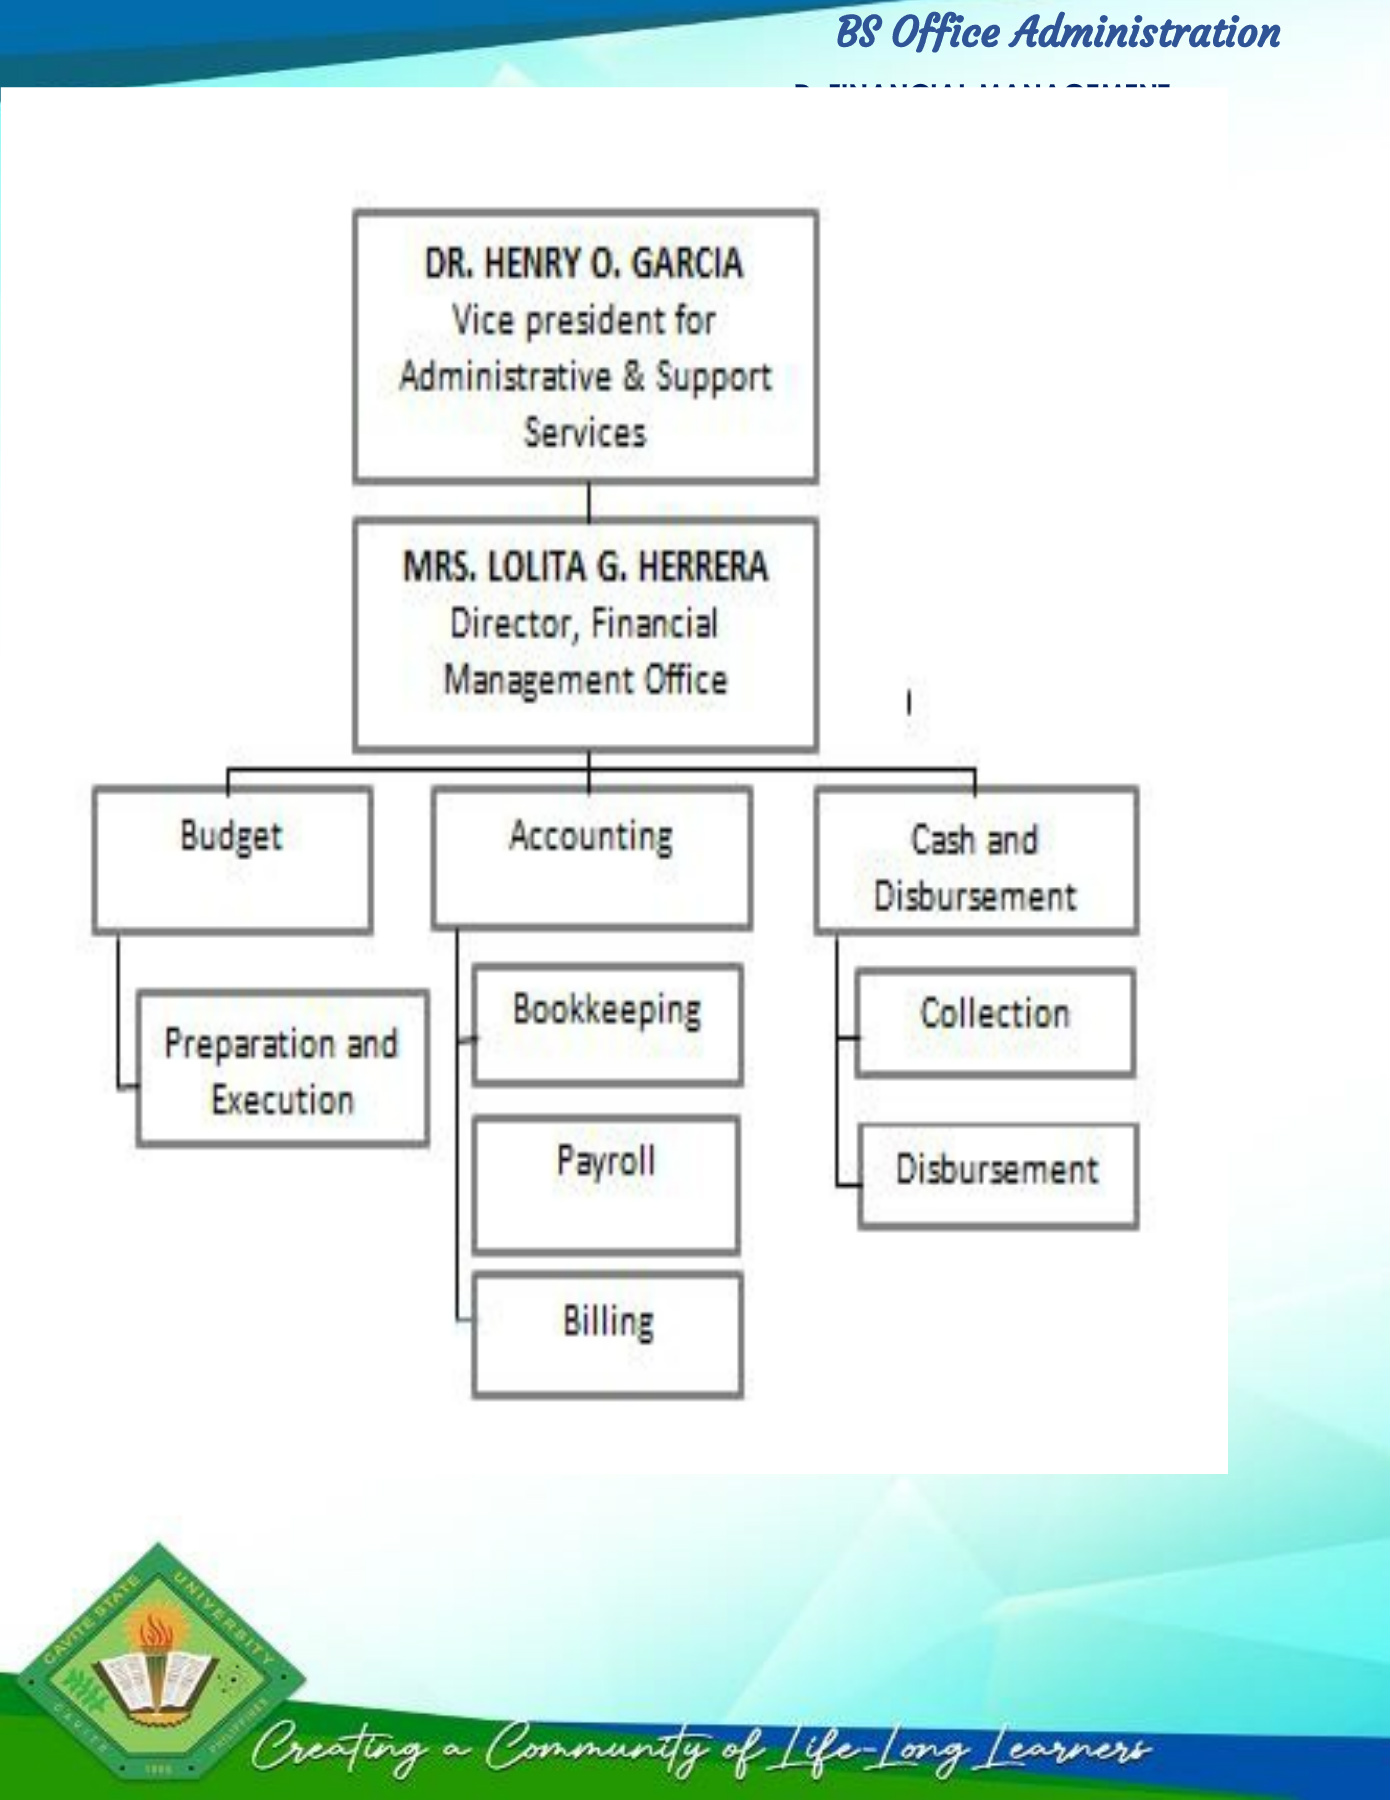 BS Office Administration
D. FINANCIAL MANAGEMENT
DR. HENRY O. GARCIA
Vice president for
Administrative & Support
Services
MRS. LOLITA G. HERRERA
Director, Financial
Management Office
Budget
Accounting
Cash and
Disbursement
Preparation and
Execution
Bookkeeping
Payroll
Billing
Collection
Disbursement
CAVITE STATE UNIVERSITY
CAVITE
PHILIPPINES
1906
Creating a Community of Life-Long Learners